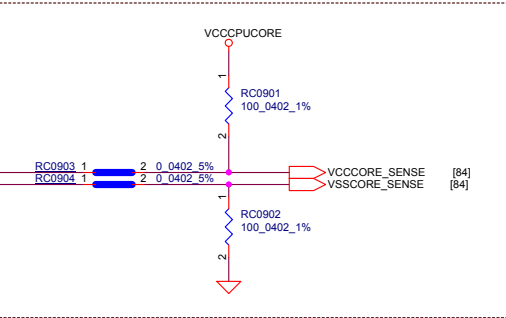 VCCCPUCORE
1
RC0901
100_0402_1%
2
RC0903 1 2 0_0402_5% VCCCORE_SENSE [84]
RC0904 1 2 0_0402_5% VSSCORE_SENSE [84]
1
RC0902
100_0402_1%
2